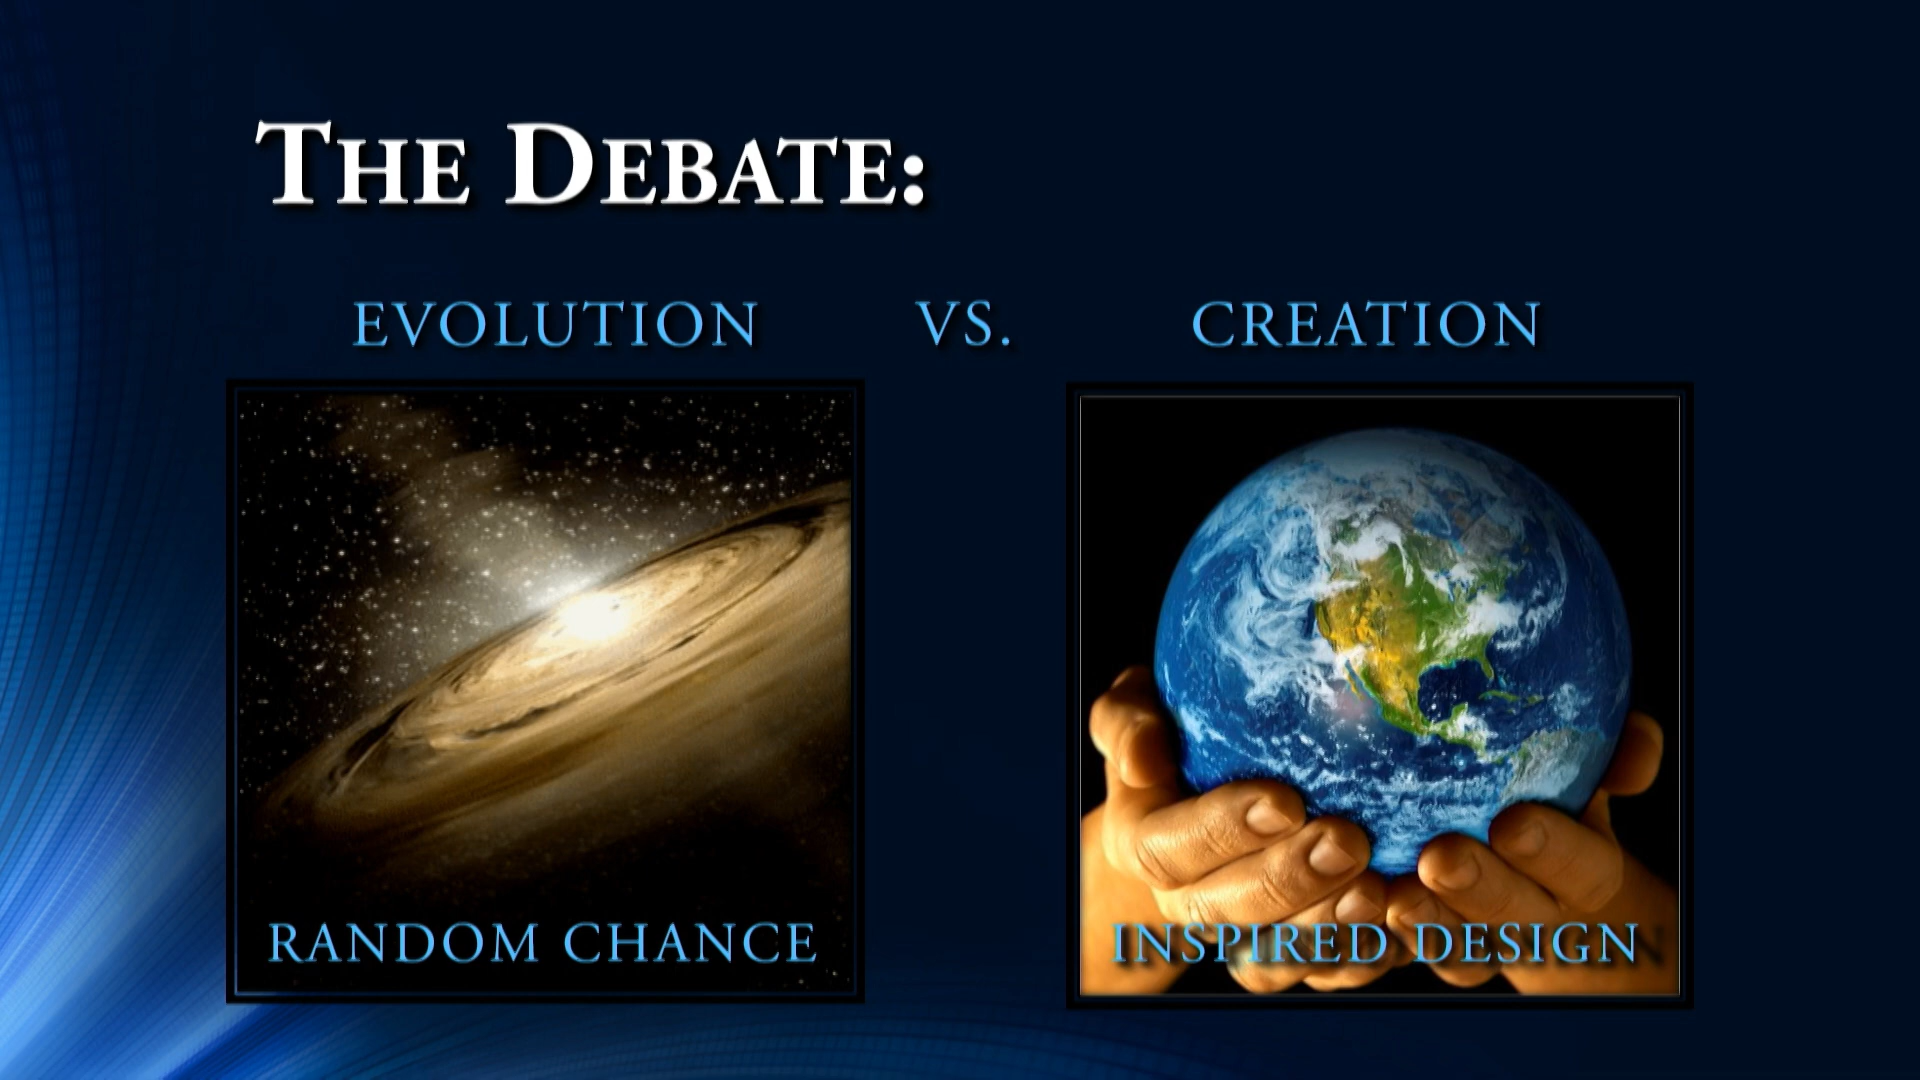 THE DEBATE:
EVOLUTION VS. CREATION
RANDOM CHANCE
INSPIRED DESIGN